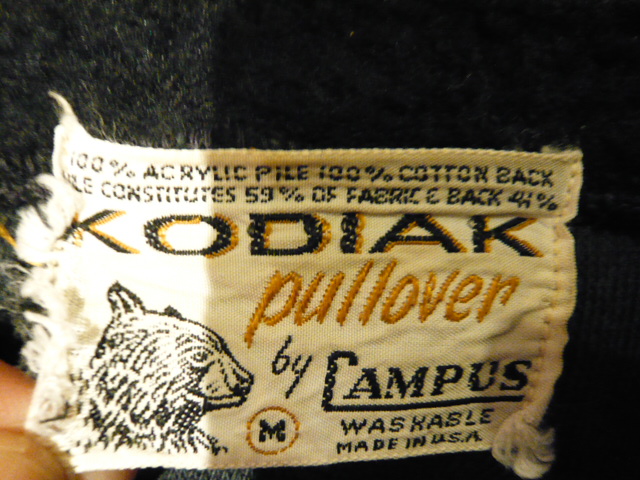 100% ACRYLIC PILE 100% COTTON BACK
PILE CONSTITUTES 59% OF FABRIC & BACK 41%
KODIAK
pullover
by CAMPUS
M
WASHABLE
MADE IN U.S.A.